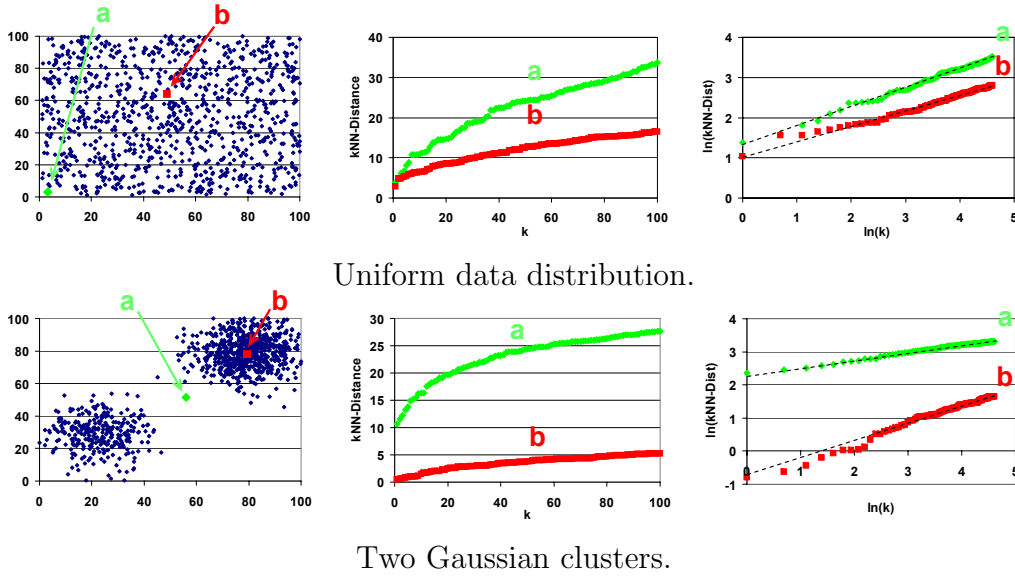 a
b
100
80
60
40
20
0
0 20 40 60 80 100
40
30
20
10
0
kNN-Distance
a
b
0 20 40 60 80 100
k
4
3
2
1
0
ln(kNN-Dist)
a
b
0 1 2 3 4 5
ln(k)
Uniform data distribution.
a
b
100
80
60
40
20
0
0 20 40 60 80 100
30
25
20
15
10
5
0
kNN-Distance
a
b
0 20 40 60 80 100
k
4
3
2
1
0
-1
ln(kNN-Dist)
a
b
0 1 2 3 4 5
ln(k)
Two Gaussian clusters.